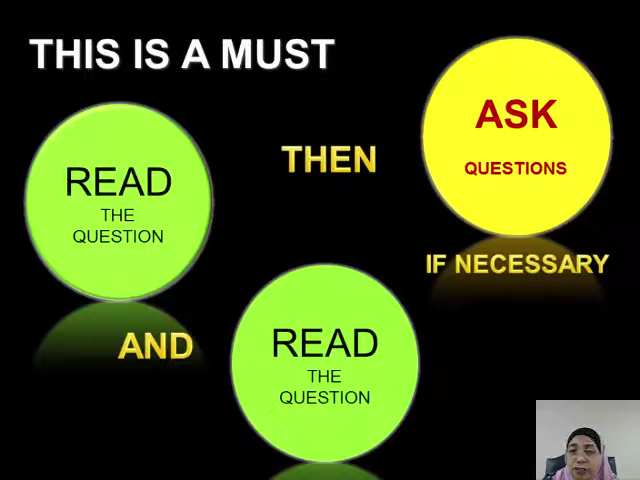 THIS IS A MUST
READ
THE
QUESTION
AND
READ
THE
QUESTION
THEN
ASK
QUESTIONS
IF NECESSARY